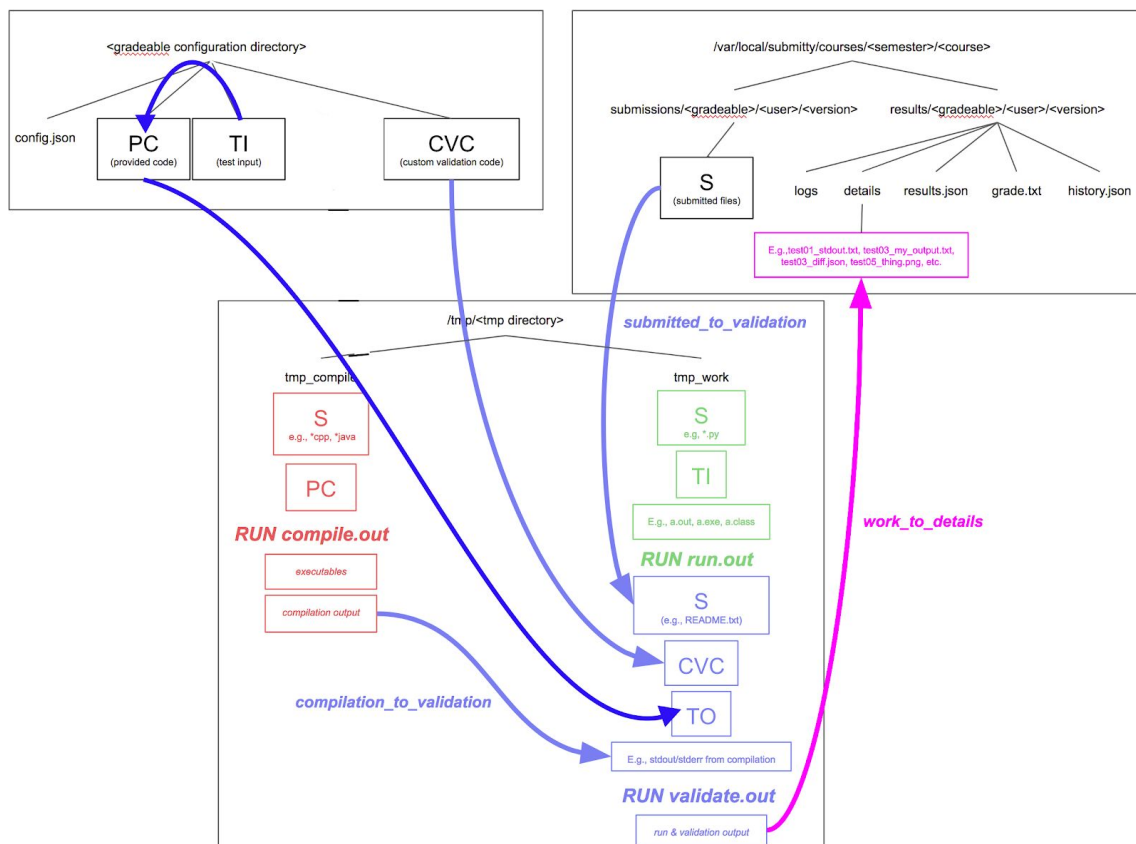 <gradeable configuration directory>
config.json
PC
(provided code)
TI
(test input)
CVC
(custom validation code)
/var/local/submitty/courses/<semester>/<course>
submissions/<gradeable>/<user>/<version>
results/<gradeable>/<user>/<version>
S
(submitted files)
logs
details
results.json
grade.txt
history.json
E.g.,test01_stdout.txt, test03_my_output.txt,
test03_diff.json, test05_thing.png, etc.
/tmp/<tmp directory>
submitted_to_validation
tmp_compile
S
e.g., *cpp, *java
PC
RUN compile.out
executables
compilation output
compilation_to_validation
tmp_work
S
e.g, *.py
TI
E.g., a.out, a.exe, a.class
RUN run.out
S
(e.g., README.txt)
CVC
TO
E.g., stdout/stderr from compilation
RUN validate.out
run & validation output
work_to_details